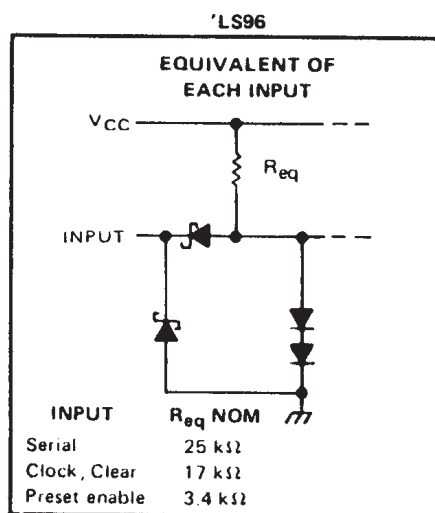 'LS96
EQUIVALENT OF
EACH INPUT
VCC
Req
INPUT
INPUT Req NOM
Serial 25 kΩ
Clock, Clear 17 kΩ
Preset enable 3.4 kΩ